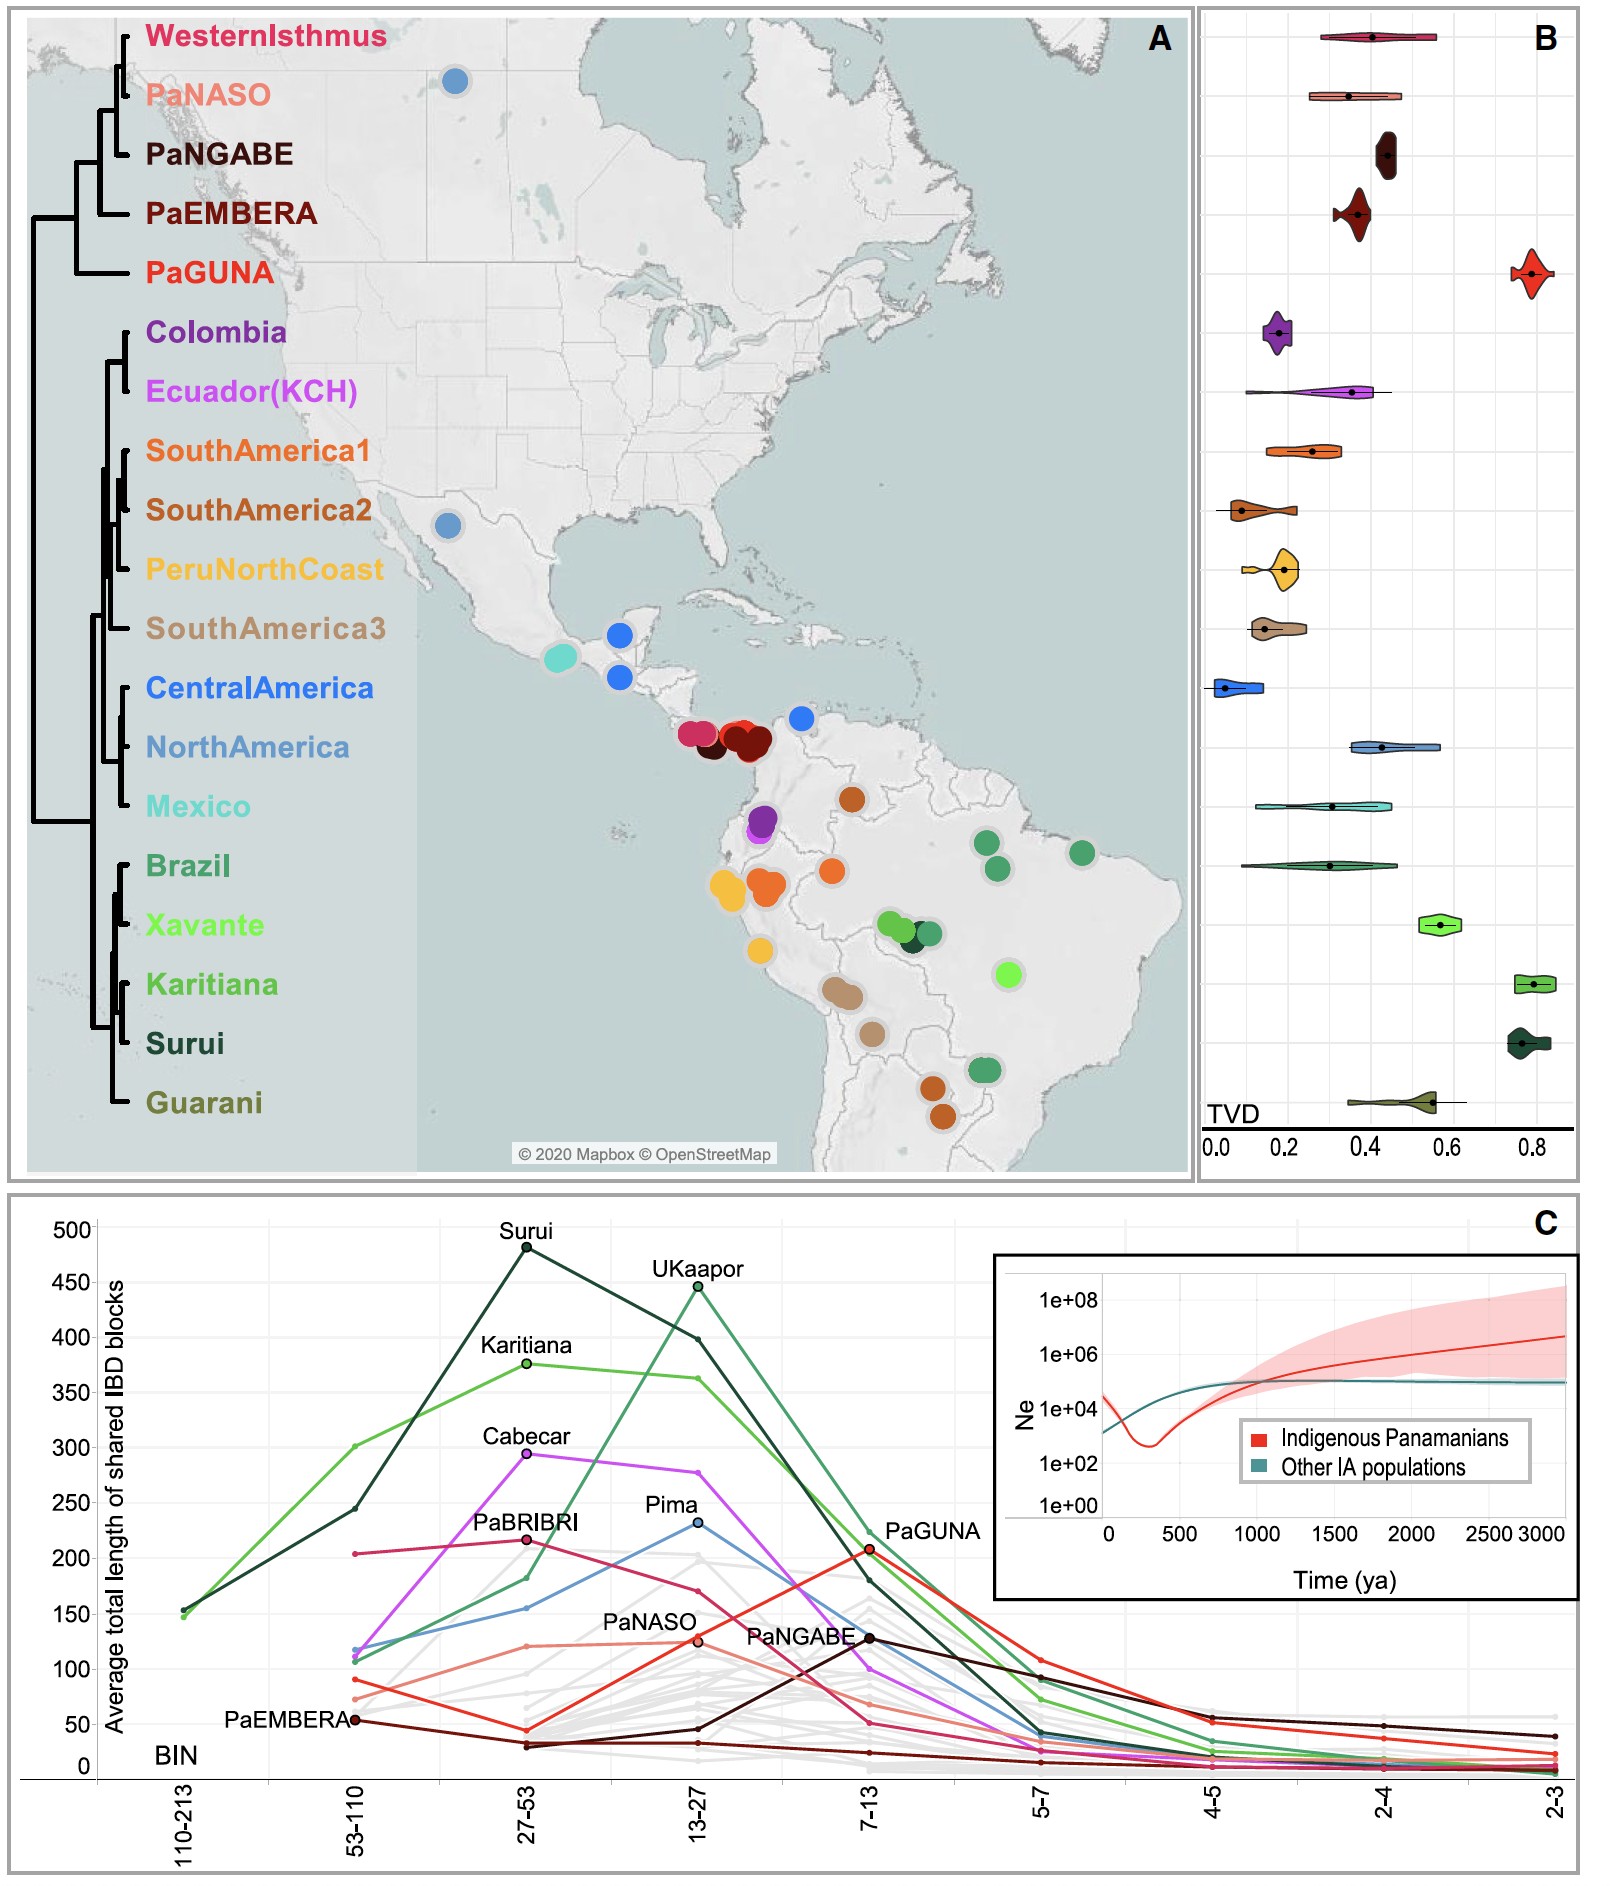 A
WesternIsthmus
PaNASO
PaNGABE
PaEMBERA
PaGUNA
Colombia
Ecuador(KCH)
SouthAmerica1
SouthAmerica2
PeruNorthCoast
SouthAmerica3
CentralAmerica
NorthAmerica
Mexico
Brazil
Xavante
Karitiana
Surui
Guarani
© 2020 Mapbox © OpenStreetMap
B
TVD
0.0 0.2 0.4 0.6 0.8
C
Average total length of shared IBD blocks
500
450
400
350
300
250
200
150
100
50
0
BIN
Surui
UKaapor
Karitiana
Cabecar
Pima
PaBRIBRI
PaGUNA
PaNASO
PaNGABE
PaEMBERA
110-213
53-110
27-53
13-27
7-13
5-7
4-5
2-4
2-3
Ne
1e+08
1e+06
1e+04
1e+02
1e+00
Indigenous Panamanians
Other IA populations
0 500 1000 1500 2000 2500 3000
Time (ya)